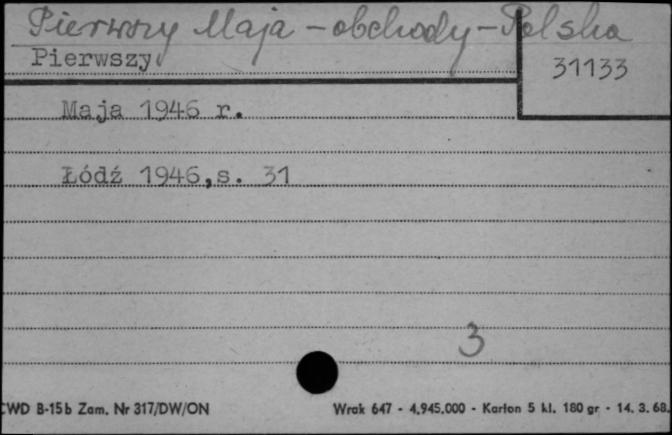 Pierwszy Maja - obchody - Polska
Pierwszy
31133
Maja 1946 r.
Łódź 1946,s. 31
3
CWD B-15b Zam. Nr 317/DW/ON
Wrak 647 - 4.945.000 - Karton 5 kl. 180 gr - 14. 3. 68.